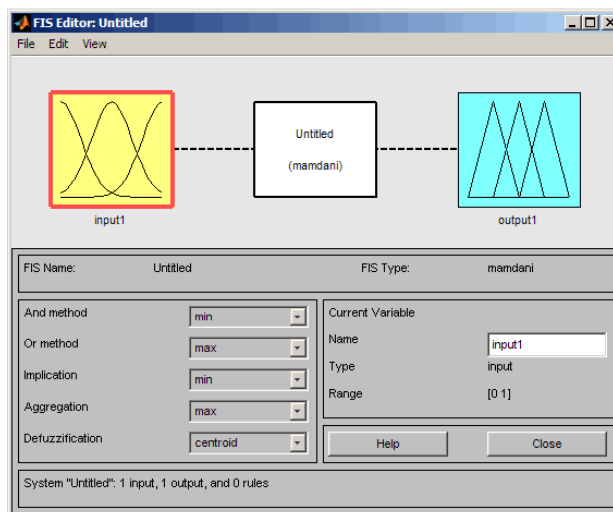 FIS Editor: Untitled
File Edit View
Untitled
(mamdani)
input1
output1
FIS Name: Untitled FIS Type: mamdani
And method min
Or method max
Implication min
Aggregation max
Defuzzification centroid
Current Variable
Name input1
Type input
Range [0 1]
Help Close
System "Untitled": 1 input, 1 output, and 0 rules